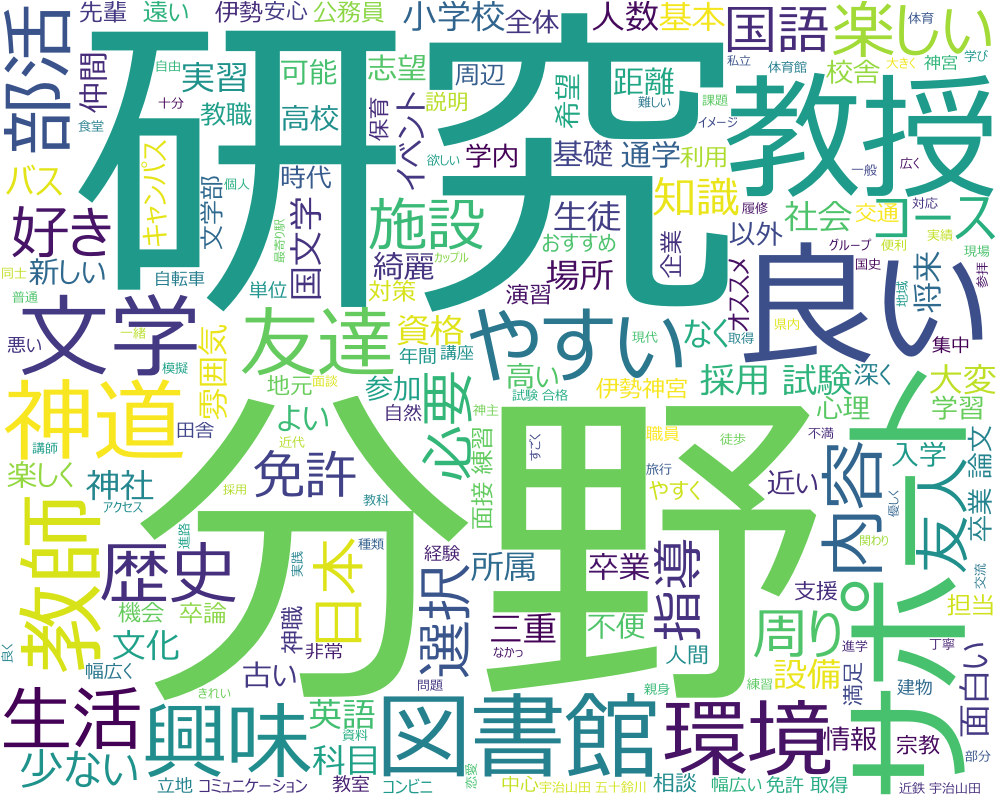 先輩
遠い
伊勢
安心
公務員
小学校
全体
人数
基本
国語
楽しい
体育
部活
仲間
自由
実習
十分
教職
食堂
研究
可能
高校
志望
周辺
説明
保育
イベント
欲しい
学内
希望
距離
難しい
基礎
通学
利用
私立
体育館
課題
イメージ
校舎
大きく
神宮
学び
教授
一般
広く
バス
キャンパス
文学部
個人
時代
最寄り駅
国文学
カップル
施設
綺麗
生徒
おすすめ
場所
企業
知識
履修
以外
オススメ
社会
交通
対応
コース
グループ
便利
実績
現場
国史
地域
将来
参拝
好き
新しい
同士
普通
自転車
単位
対策
演習
文学
一緒
悪い
模擬
雰囲気
友達
資格
年間
講座
やすい
なく
現代
取得
県内
良い
集中
神道
講師
田舎
地元
面談
よい
近代
参加
自然
必要
高い
神主
試験 合格
伊勢神宮
採用
試験
深く
心理
大変
学習
サポート
楽しく
神社
アクセス
進路
採用
免許
教科
面接 練習
すごく
職員
旅行
やすく
徒歩
近い
不満
内容
入学
優しく
関わり
友人
卒業 論文
交流
教師
歴史
機会
卒論
文化
幅広く
良く
実践
種類
神職
非常
日本
経験
選択
所属
なかっ
三重
卒業
不便
指導
人間
分野
周り
支援
進学
丁寧
担当
満足
建物
面白い
生活
少ない
興味
古い
きれい
英語
資料
科目
問題
図書館
親身
環境
練習
設備
情報
宗教
部分
立地
コミュニケーション
教室
コンビニ
恋愛
中心
宇治山田 五十鈴川
相談
幅広い
免許 取得
近鉄 宇治山田